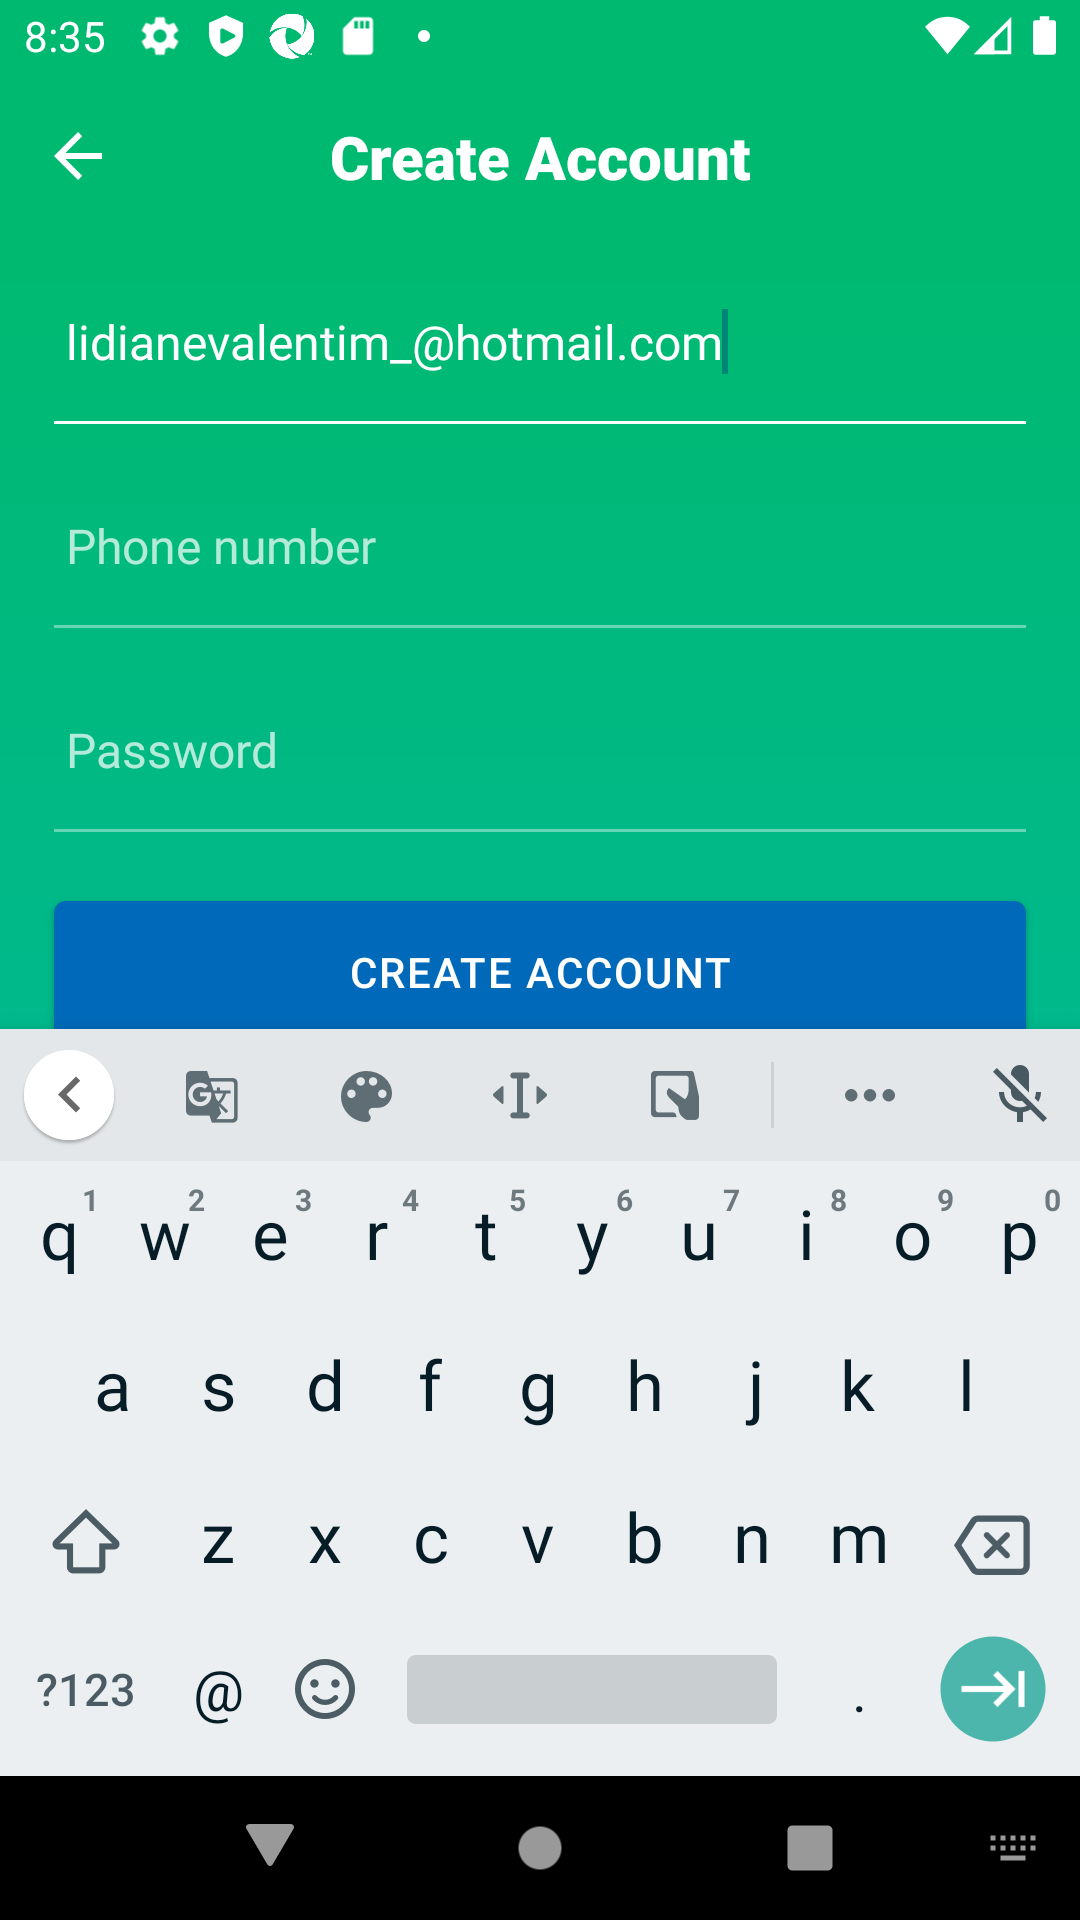 8:35
Create Account
lidianevalentim_@hotmail.com
Phone number
Password
CREATE ACCOUNT
1 2 3 4 5 6 7 8 9 0
q w e r t y u i o p
a s d f g h j k l
z x c v b n m
?123 @ .